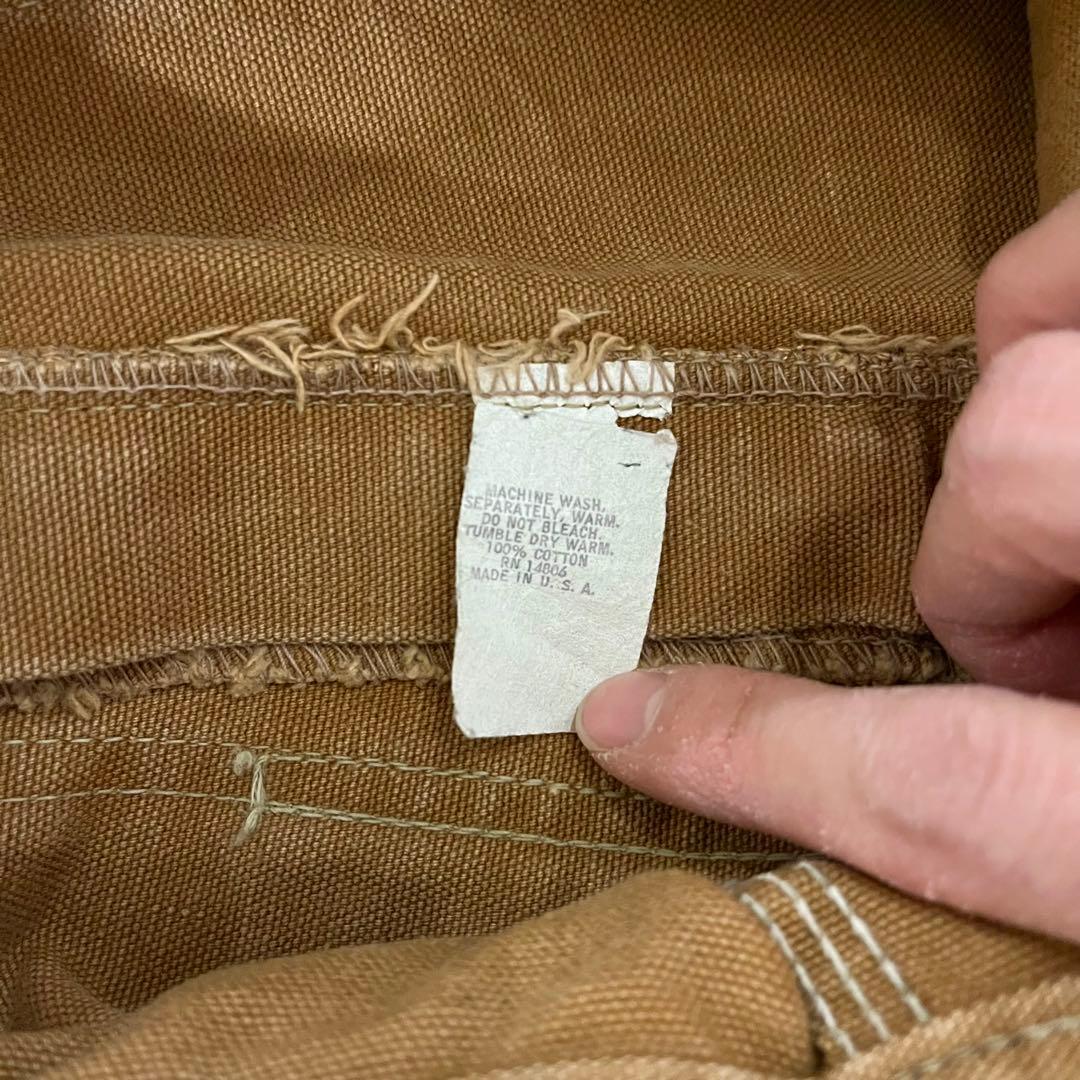 MACHINE WASH,
SEPARATELY, WARM.
DO NOT BLEACH.
TUMBLE DRY WARM.
100% COTTON
RN 14806
MADE IN U. S. A.